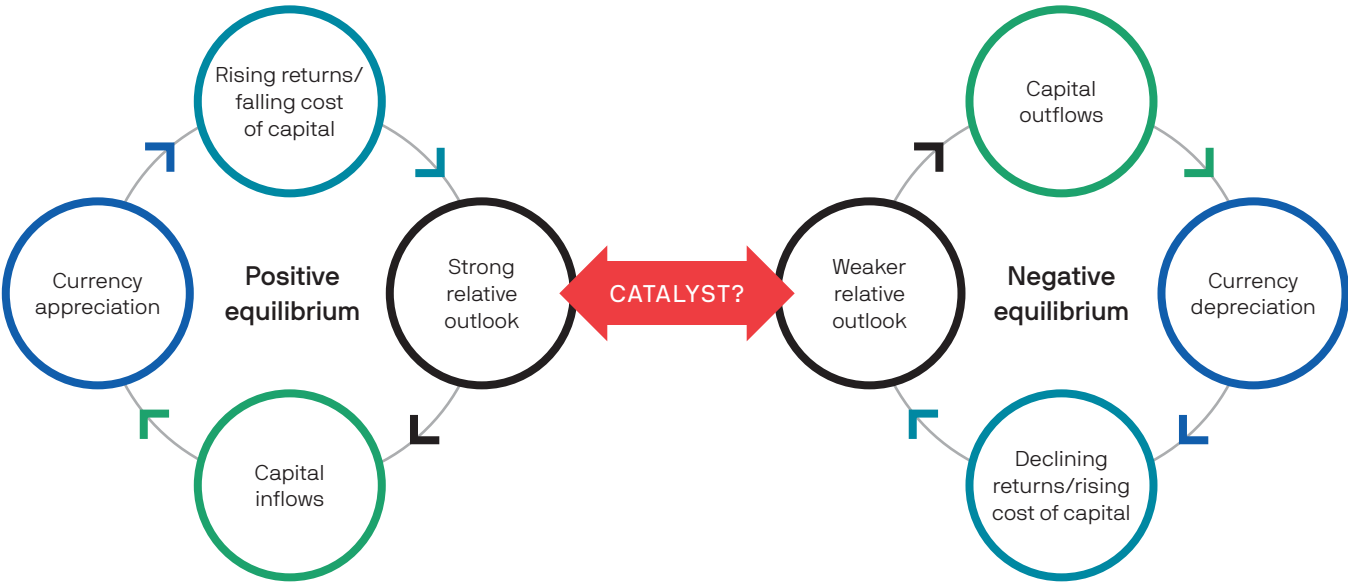 Rising returns/
falling cost
of capital
Currency
appreciation
Positive
equilibrium
Strong
relative
outlook
Capital
inflows
CATALYST?
Capital
outflows
Weaker
relative
outlook
Negative
equilibrium
Currency
depreciation
Declining
returns/rising
cost of capital